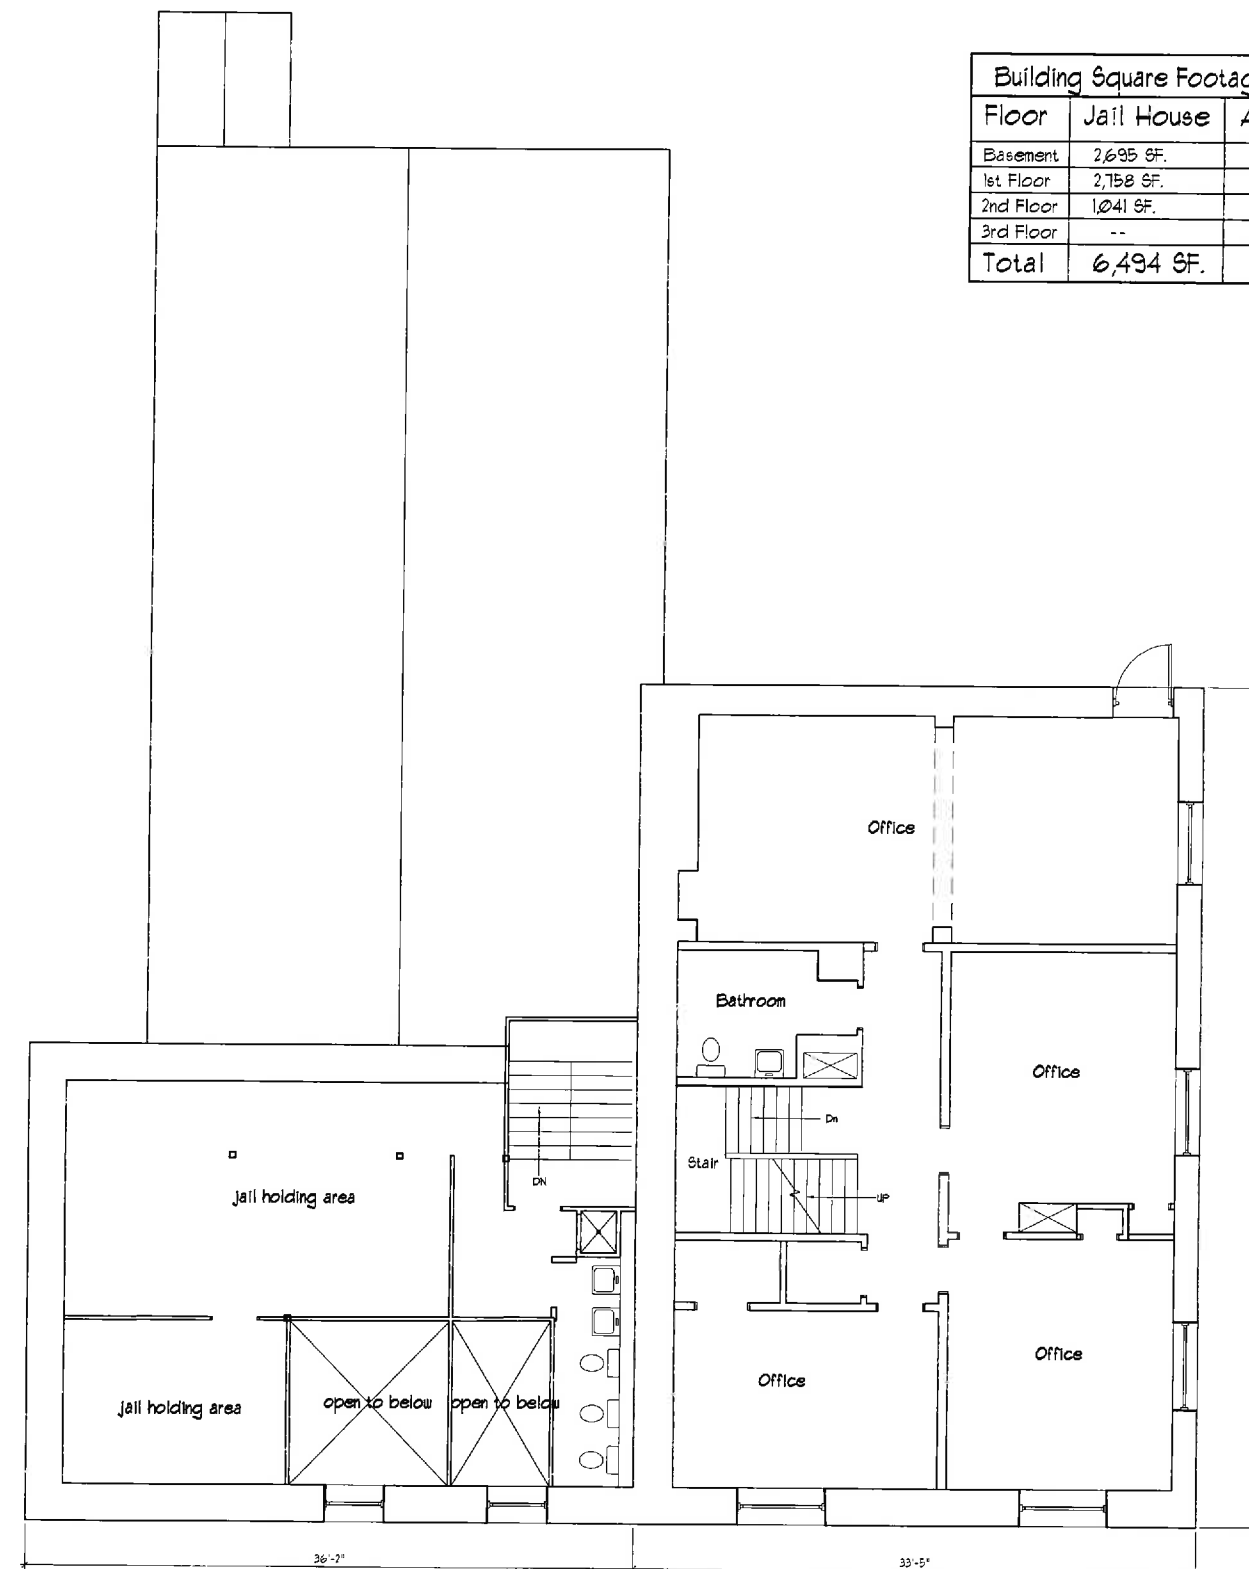 Building Square Footag
Floor Jail House
Basement 2,695 SF.
1st Floor 2,758 SF.
2nd Floor 1,041 SF.
3rd Floor --
Total 6,494 SF.
Office
Bathroom
Office
Dn
Stair
UP
DN
jail holding area
Office
Office
open to below open to below
jail holding area
36'-2"
33'-5"